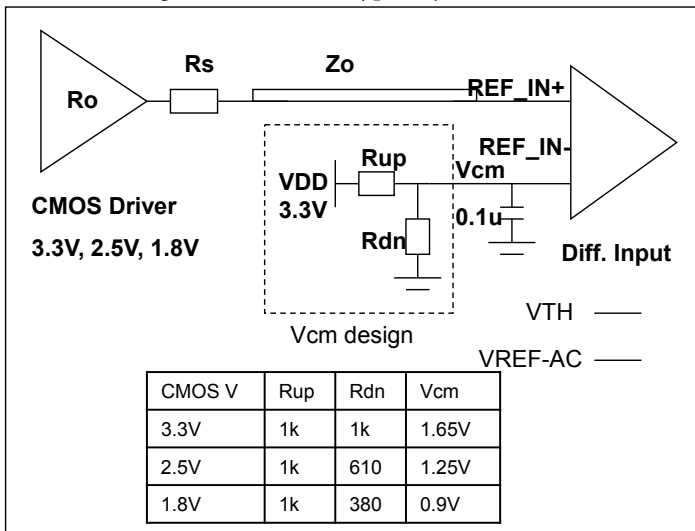 Rs
Zo
REF_IN+
Ro
REF_IN-
Rup
Vcm
VDD
3.3V
CMOS Driver
0.1u
3.3V, 2.5V, 1.8V
Rdn
Diff. Input
Vcm design
VTH
VREF-AC
CMOS V Rup Rdn Vcm
3.3V 1k 1k 1.65V
2.5V 1k 610 1.25V
1.8V 1k 380 0.9V